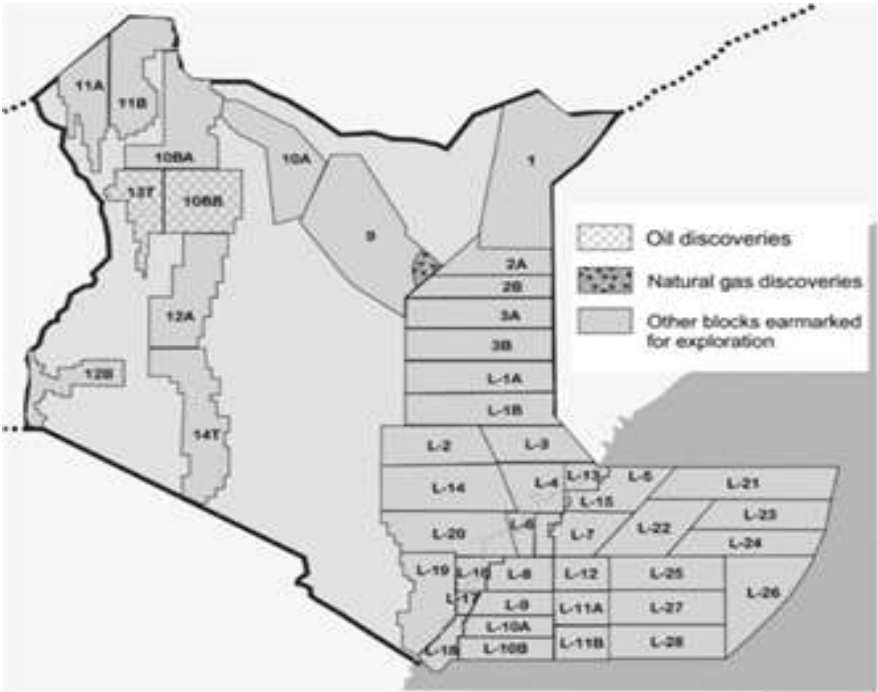 11A
11B
10BA
10A
1
13T
10BB
9
2A
2B
3A
3B
12A
12B
14T
L-1A
L-1B
L-2
L-3
L-14
L-4
L-13
L-5
L-15
L-21
L-20
L-6
L-7
L-22
L-23
L-24
L-19
L-16
L-8
L-12
L-25
L-26
L-17
L-9
L-11A
L-27
L-10A
L-18
L-10B
L-11B
L-28
Oil discoveries
Natural gas discoveries
Other blocks earmarked
for exploration